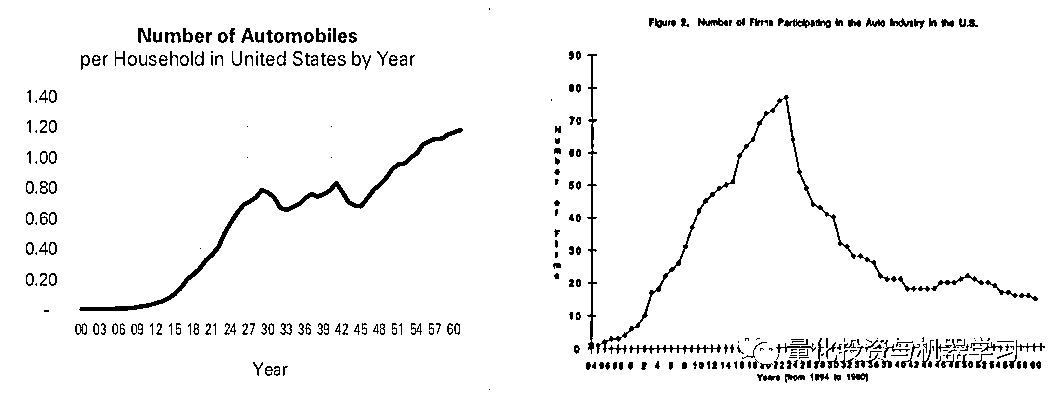 Number of Automobiles
per Household in United States by Year
1.40
1.20
1.00
0.80
0.60
0.40
0.20
-
00 03 06 09 12 15 18 21 24 27 30 33 36 39 42 45 48 51 54 57 60
Year
Figure 2. Number of Firms Participating in the Auto Industry in the U.S.
Number of Firms
90
80
70
60
50
40
30
20
10
0
量化投资与机器学习
Years (from 1894 to 1960)